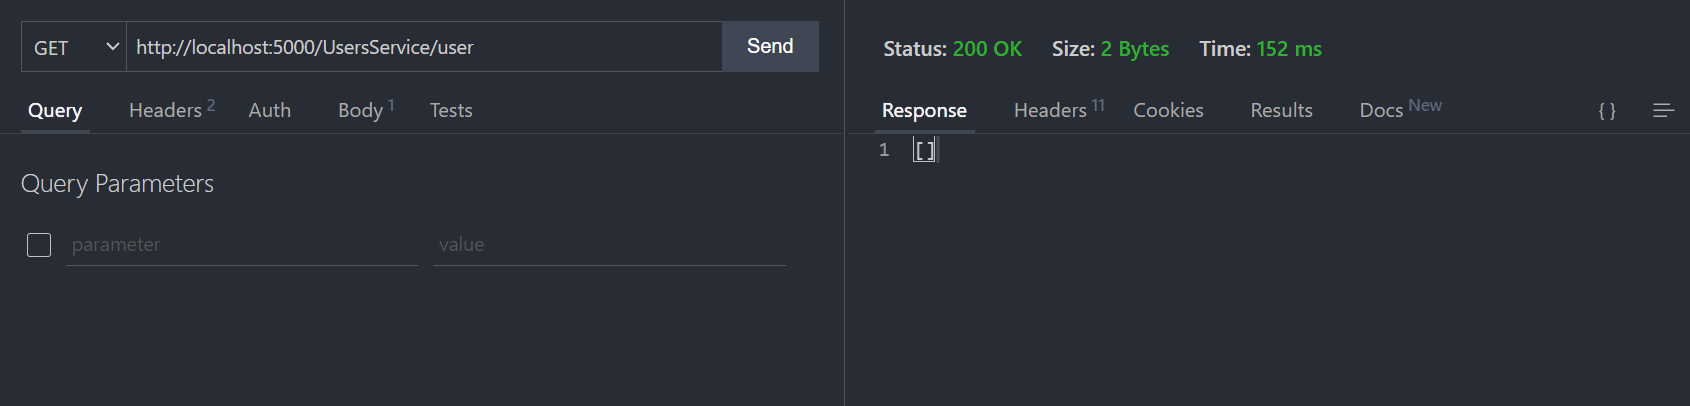 GET http://localhost:5000/UsersService/user Send
Query Headers 2 Auth Body 1 Tests
Query Parameters
parameter value
Status: 200 OK Size: 2 Bytes Time: 152 ms
Response Headers 11 Cookies Results Docs New { }
1 []